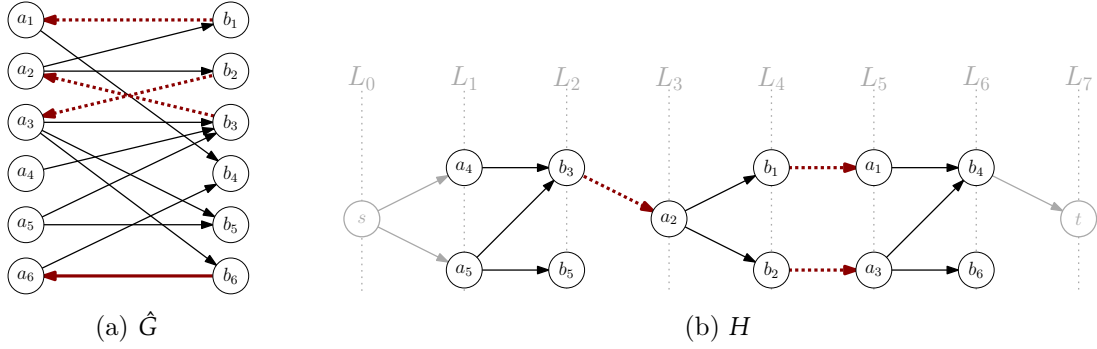 a₁ b₁
a₂ b₂
a₃ b₃
a₄ b₄
a₅ b₅
a₆ b₆
(a) Ĝ
L₀ L₁ L₂ L₃ L₄ L₅ L₆ L₇
a₄ b₃ b₁ a₁ b₄
s a₂ t
a₅ b₅ b₂ a₃ b₆
(b) H